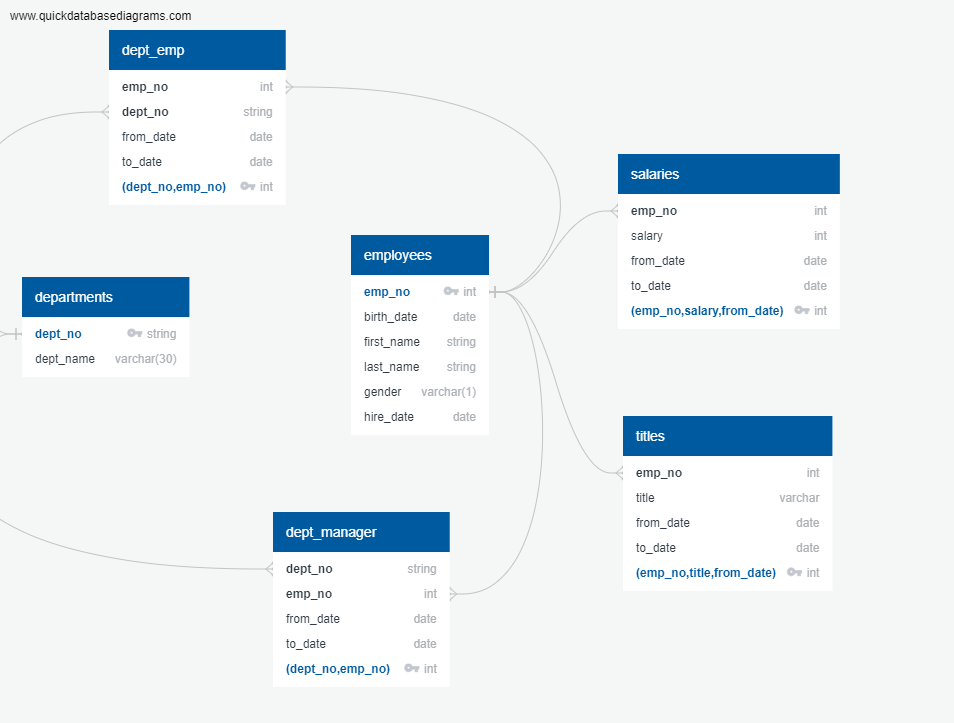 www.quickdatabasediagrams.com
dept_emp
emp_no int
dept_no string
from_date date
to_date date
(dept_no,emp_no) int
salaries
emp_no int
salary int
from_date date
to_date date
(emp_no,salary,from_date) int
employees
emp_no int
birth_date date
first_name string
last_name string
gender varchar(1)
hire_date date
departments
dept_no string
dept_name varchar(30)
titles
emp_no int
title varchar
from_date date
to_date date
(emp_no,title,from_date) int
dept_manager
dept_no string
emp_no int
from_date date
to_date date
(dept_no,emp_no) int